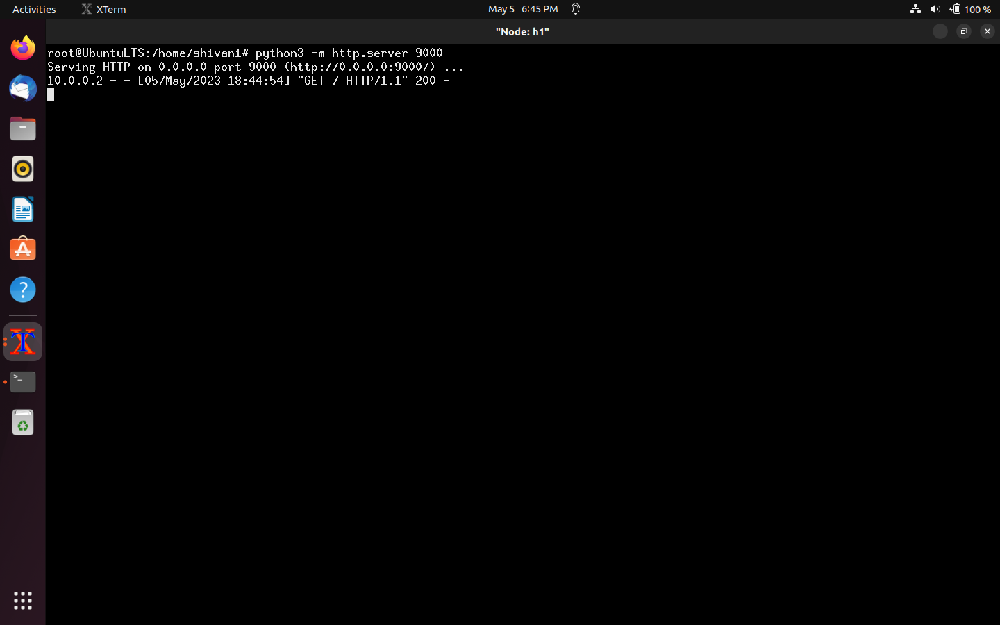 Activities XTerm May 5 6:45 PM 100 %
"Node: h1"
root@UbuntuLTS:/home/shivani# python3 -m http.server 9000
Serving HTTP on 0.0.0.0 port 9000 (http://0.0.0.0:9000/) ...
10.0.0.2 - - [05/May/2023 18:44:54] "GET / HTTP/1.1" 200 -